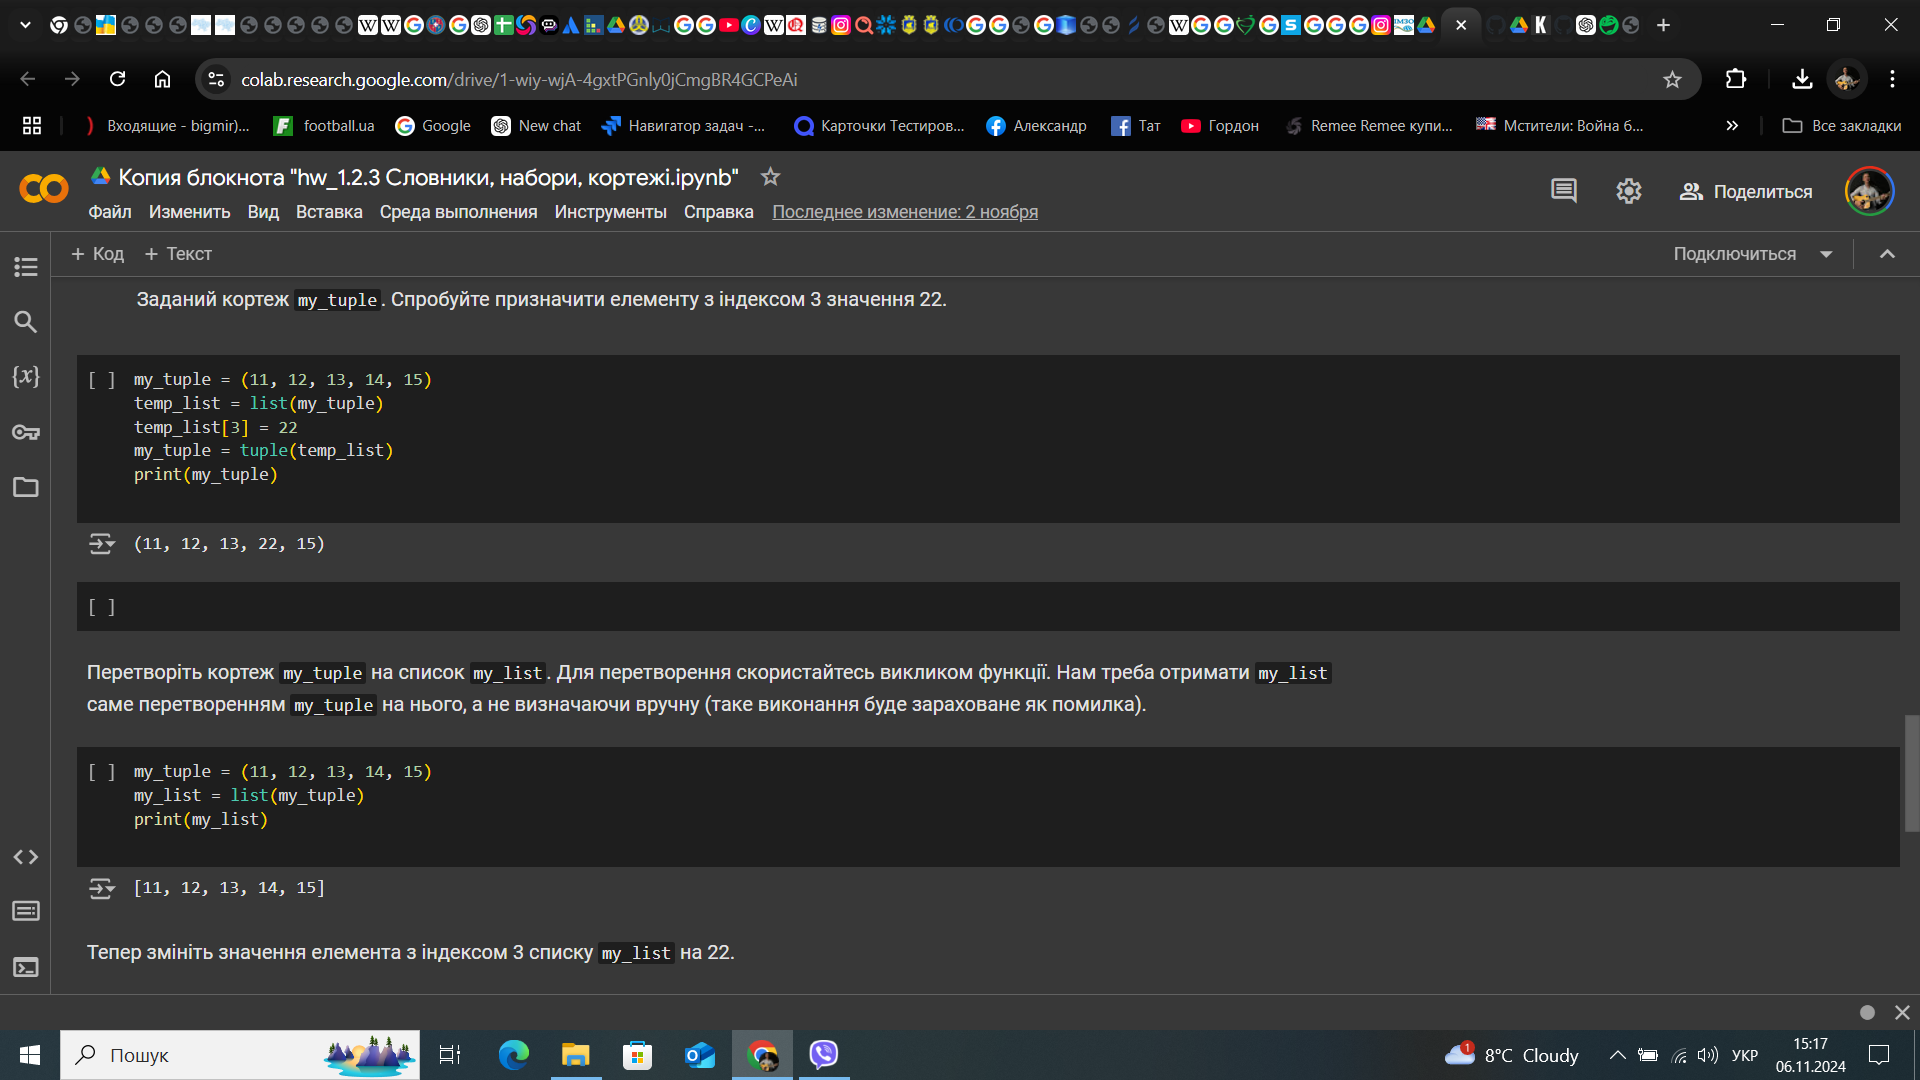 colab.research.google.com/drive/1-wiy-wjA-4gxtPGnly0jCmgBR4GCPeAi
Входящие - bigmir)...
football.ua
Google
New chat
Навигатор задач -...
Карточки Тестиров...
Александр
Тат
Гордон
Remee Remee купи...
Мстители: Война б...
Все закладки
Копия блокнота "hw_1.2.3 Словники, набори, кортежі.ipynb"
Поделиться
Файл Изменить Вид Вставка Среда выполнения Инструменты Справка Последнее изменение: 2 ноября
+ Код + Текст
Подключиться
Заданий кортеж my_tuple. Спробуйте призначити елементу з індексом 3 значення 22.
[ ] my_tuple = (11, 12, 13, 14, 15)
temp_list = list(my_tuple)
temp_list[3] = 22
my_tuple = tuple(temp_list)
print(my_tuple)
(11, 12, 13, 22, 15)
[ ]
Перетворіть кортеж my_tuple на список my_list. Для перетворення скористайтесь викликом функції. Нам треба отримати my_list
саме перетворенням my_tuple на нього, а не визначаючи вручну (таке виконання буде зараховане як помилка).
[ ] my_tuple = (11, 12, 13, 14, 15)
my_list = list(my_tuple)
print(my_list)
[11, 12, 13, 14, 15]
Тепер змініть значення елемента з індексом 3 списку my_list на 22.
Пошук
1
8°C Cloudy
УКР
15:17
06.11.2024